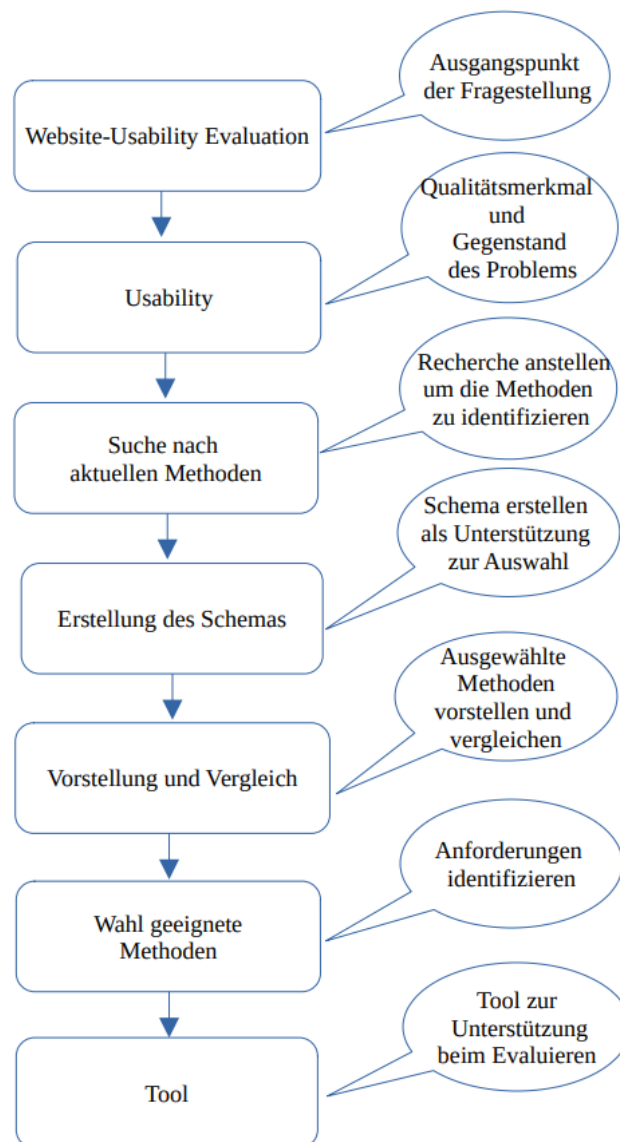 Ausgangspunkt
der Fragestellung
Website-Usability Evaluation
Qualitätsmerkmal
und
Gegenstand
des Problems
Usability
Recherche anstellen
um die Methoden
zu identifizieren
Suche nach
aktuellen Methoden
Schema erstellen
als Unterstützung
zur Auswahl
Erstellung des Schemas
Ausgewählte
Methoden
vorstellen und
vergleichen
Vorstellung und Vergleich
Anforderungen
identifizieren
Wahl geeignete
Methoden
Tool zur
Unterstützung
beim Evaluieren
Tool